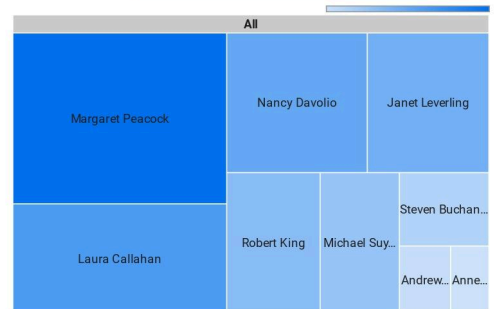 All
Margaret Peacock
Nancy Davolio
Janet Leverling
Laura Callahan
Robert King
Michael Suy...
Steven Buchan...
Andrew...
Anne...